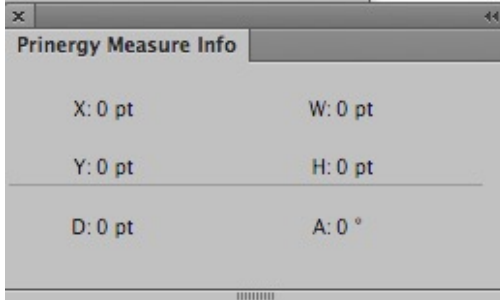 Prinergy Measure Info
X: 0 pt W: 0 pt
Y: 0 pt H: 0 pt
D: 0 pt A: 0 °